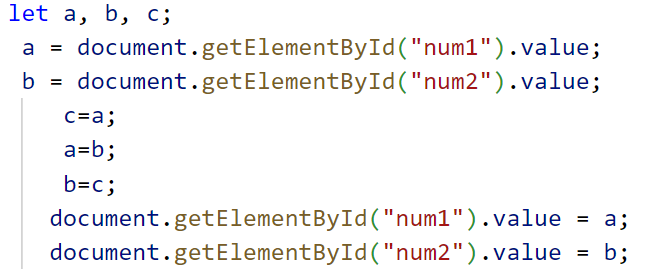 let a, b, c;
a = document.getElementById("num1").value;
b = document.getElementById("num2").value;
c=a;
a=b;
b=c;
document.getElementById("num1").value = a;
document.getElementById("num2").value = b;